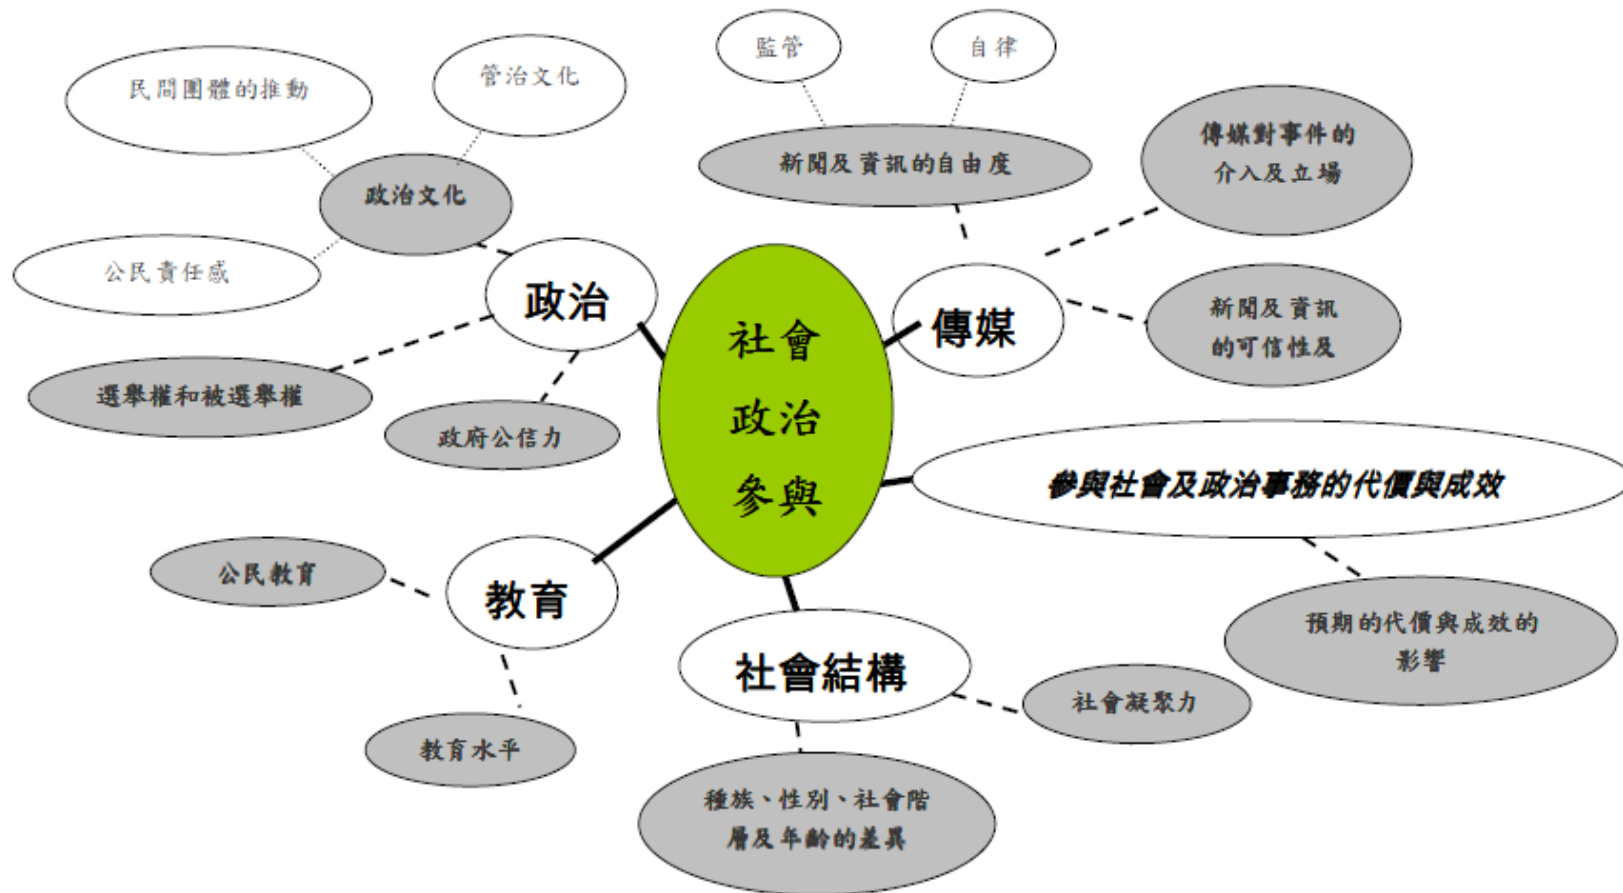 監管
自律
民間團體的推動
管治文化
新聞及資訊的自由度
傳媒對事件的
介入及立場
政治文化
公民責任感
政治
社會
政治
參與
傳媒
新聞及資訊
的可信性及
選舉權和被選舉權
政府公信力
參與社會及政治事務的代價與成效
公民教育
教育
預期的代價與成效的
影響
社會結構
社會凝聚力
教育水平
種族、性別、社會階
層及年齡的差異